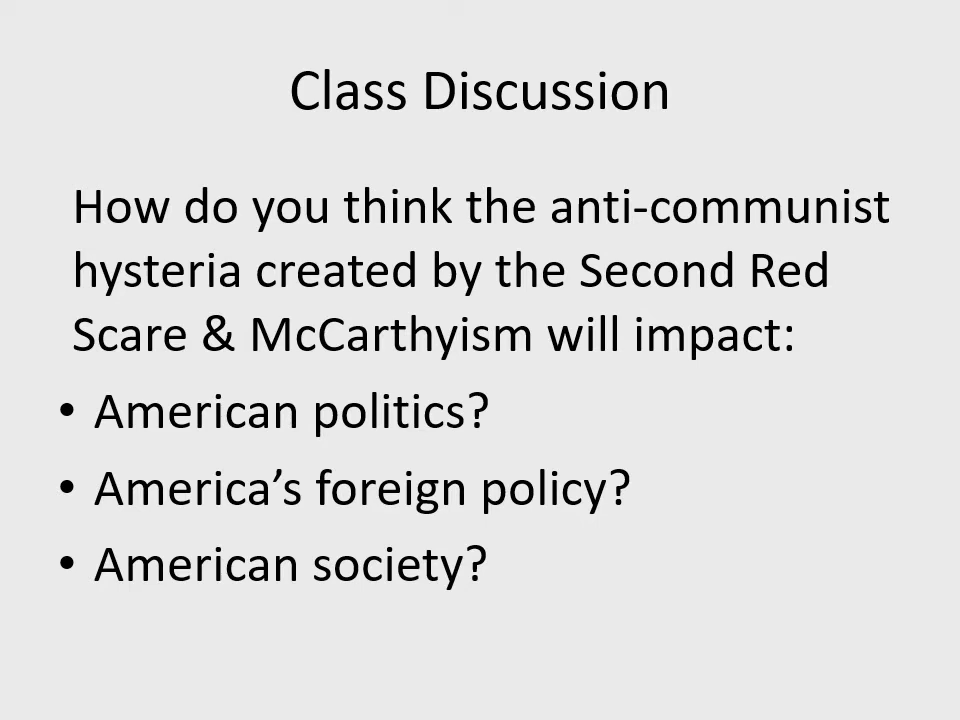 Class Discussion
How do you think the anti-communist
hysteria created by the Second Red
Scare & McCarthyism will impact:
• American politics?
• America’s foreign policy?
• American society?